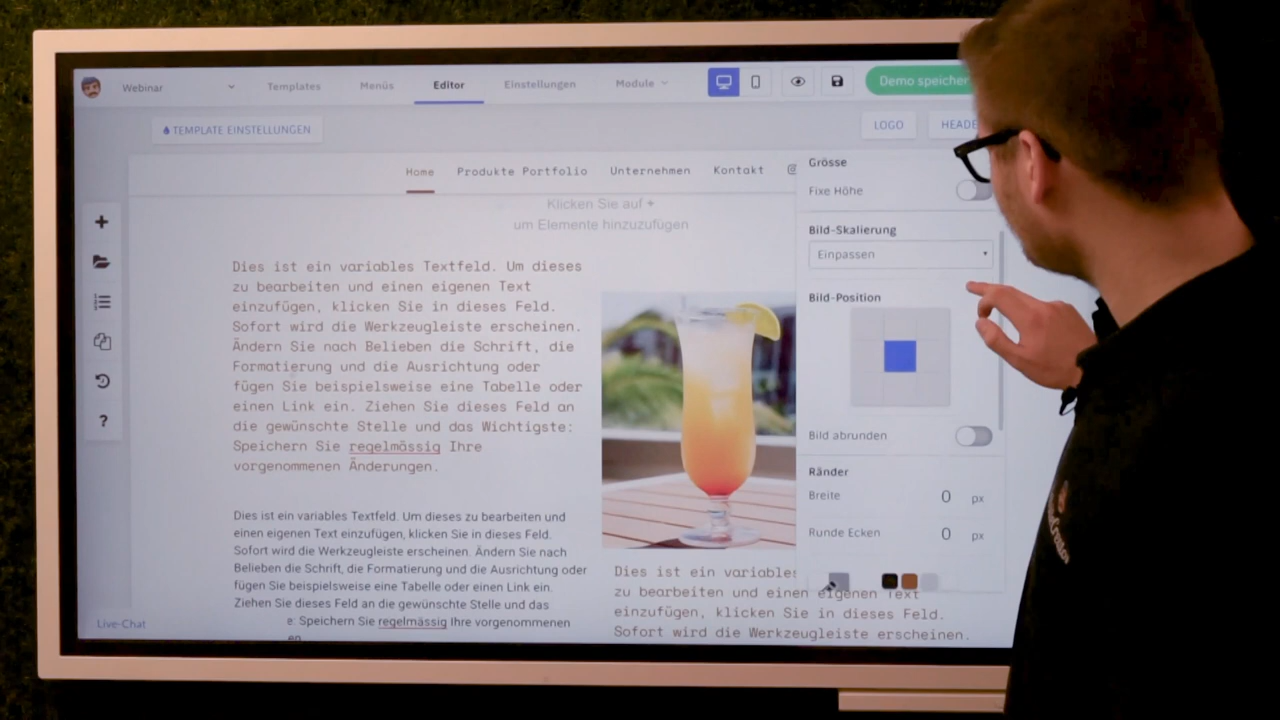 Webinar
Templates
Menüs
Editor
Einstellungen
Module
Demo speicher
TEMPLATE EINSTELLUNGEN
LOGO
HEADE
Home
Produkte Portfolio
Unternehmen
Kontakt
Klicken Sie auf +
um Elemente hinzuzufügen
Dies ist ein variables Textfeld. Um dieses
zu bearbeiten und einen eigenen Text
einzufügen, klicken Sie in dieses Feld.
Sofort wird die Werkzeugleiste erscheinen.
Ändern Sie nach Belieben die Schrift, die
Formatierung und die Ausrichtung oder
fügen Sie beispielsweise eine Tabelle oder
einen Link ein. Ziehen Sie dieses Feld an
die gewünschte Stelle und das Wichtigste:
Speichern Sie regelmässig Ihre
vorgenommenen Änderungen.
Dies ist ein variables Textfeld. Um dieses zu bearbeiten und
einen eigenen Text einzufügen, klicken Sie in dieses Feld.
Sofort wird die Werkzeugleiste erscheinen. Ändern Sie nach
Belieben die Schrift, die Formatierung und die Ausrichtung oder
fügen Sie beispielsweise eine Tabelle oder einen Link ein.
Ziehen Sie dieses Feld an die gewünschte Stelle und das
e: Speichern Sie regelmässig Ihre vorgenommenen
en.
Dies ist ein variables
zu bearbeiten und einen eigenen Text
einzufügen, klicken Sie in dieses Feld.
Sofort wird die Werkzeugleiste erscheinen.
Grösse
Fixe Höhe
Bild-Skalierung
Einpassen
Bild-Position
Bild abrunden
Ränder
Breite 0 px
Runde Ecken 0 px
?
Live-Chat